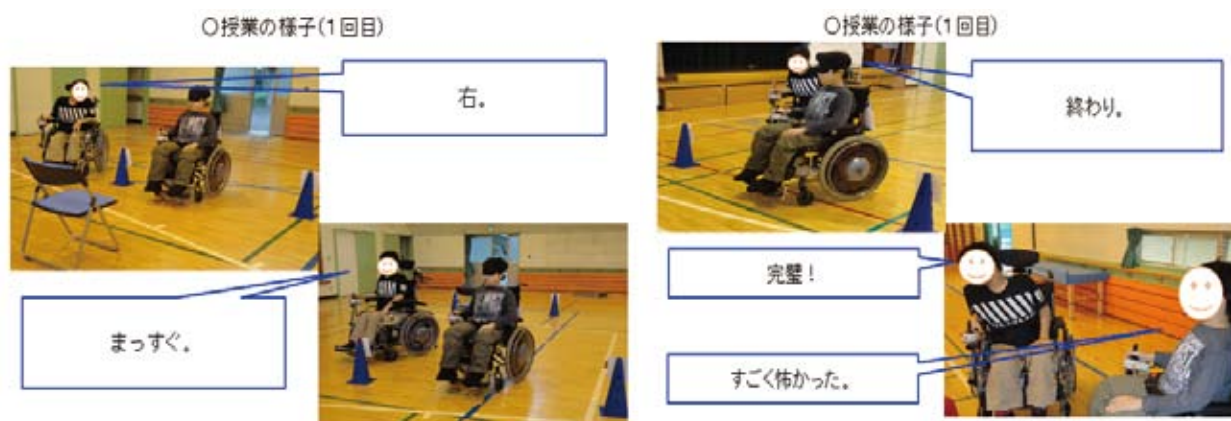 ○授業の様子(1回目)
右。
まっすぐ。
○授業の様子(1回目)
終わり。
完璧！
すごく怖かった。